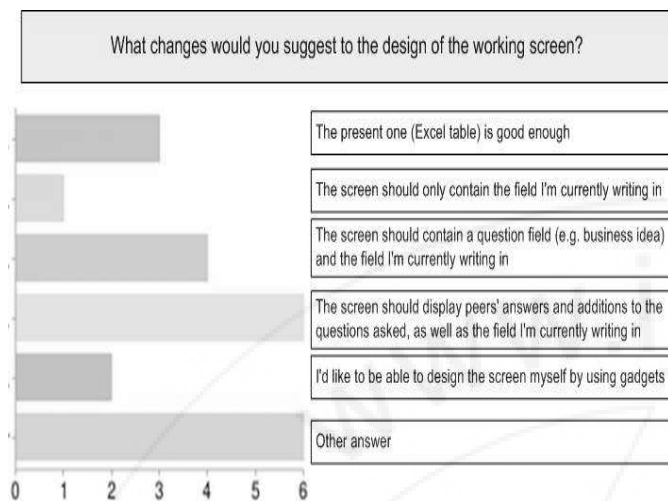 What changes would you suggest to the design of the working screen?
The present one (Excel table) is good enough
The screen should only contain the field I'm currently writing in
The screen should contain a question field (e.g. business idea)
and the field I'm currently writing in
The screen should display peers' answers and additions to the
questions asked, as well as the field I'm currently writing in
I'd like to be able to design the screen myself by using gadgets
Other answer
0 1 2 3 4 5 6
www.i